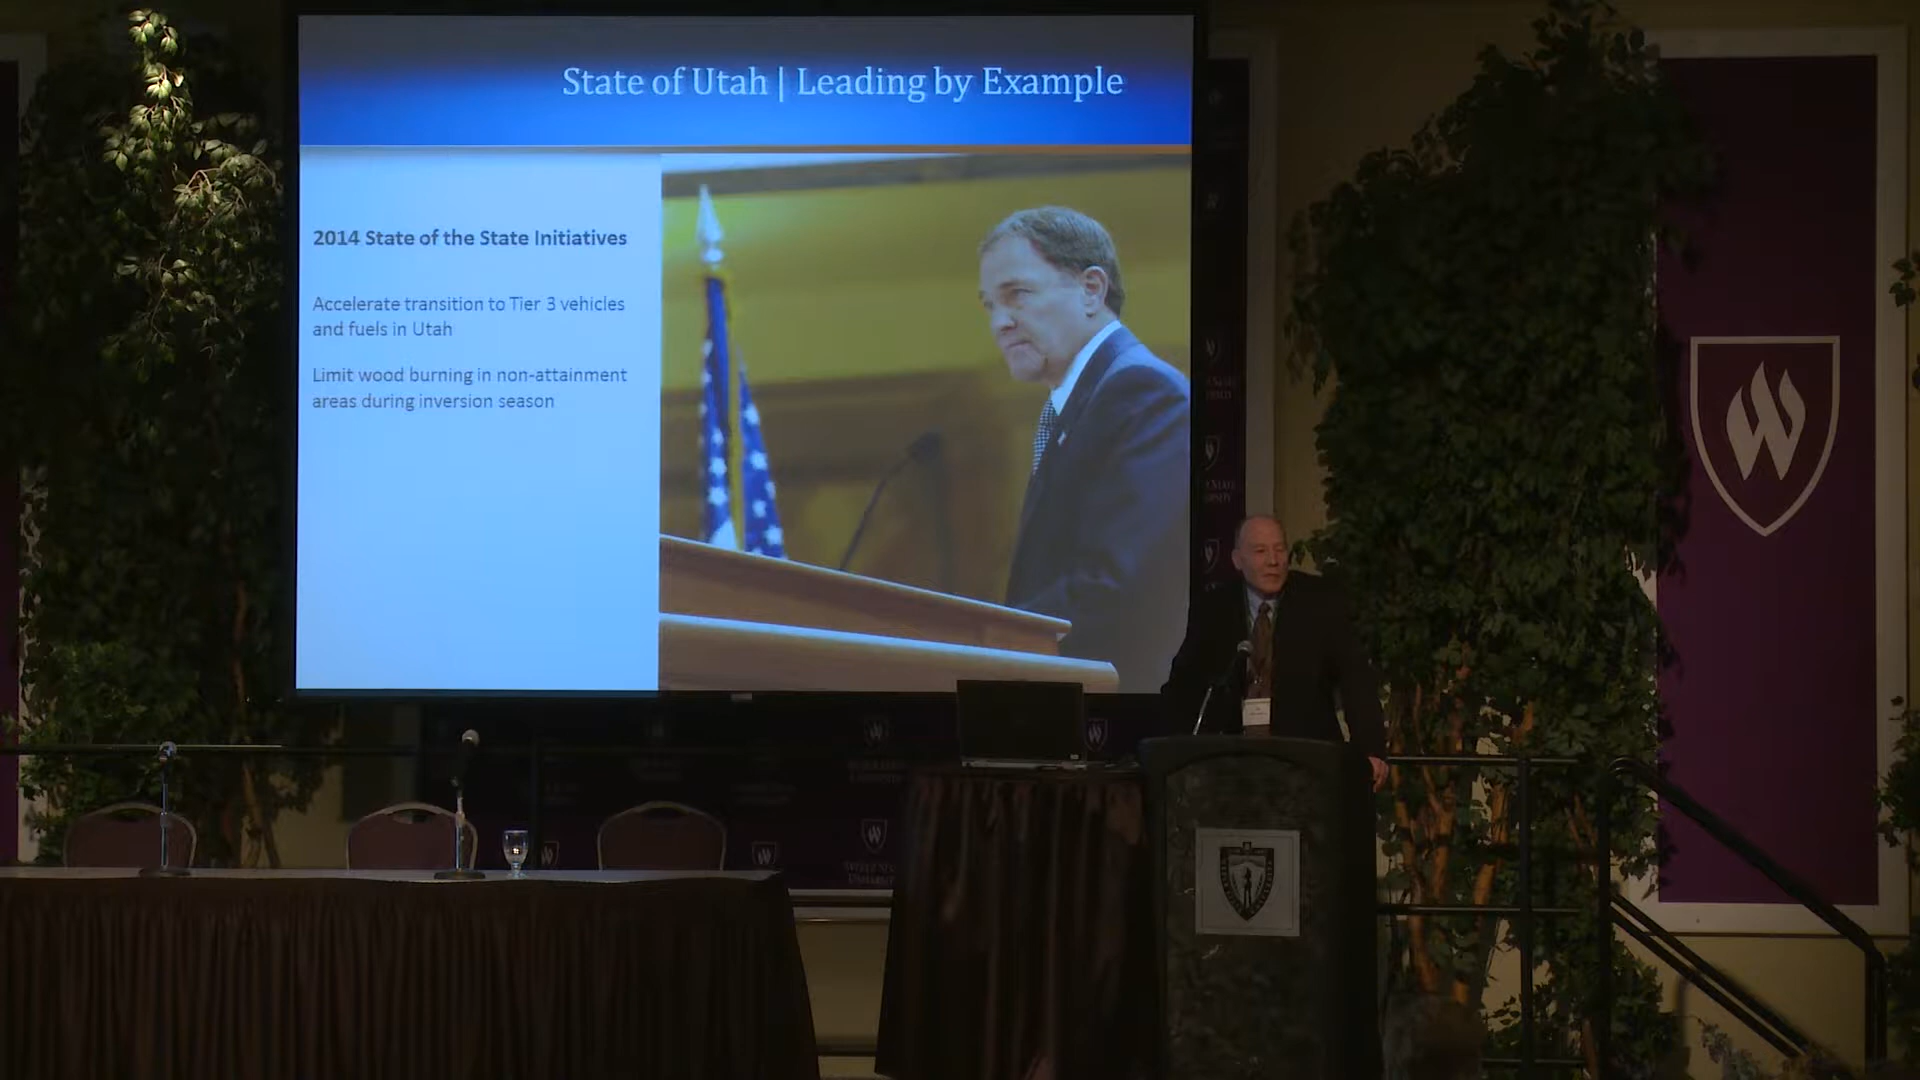 State of Utah | Leading by Example
2014 State of the State Initiatives
Accelerate transition to Tier 3 vehicles
and fuels in Utah
Limit wood burning in non-attainment
areas during inversion season